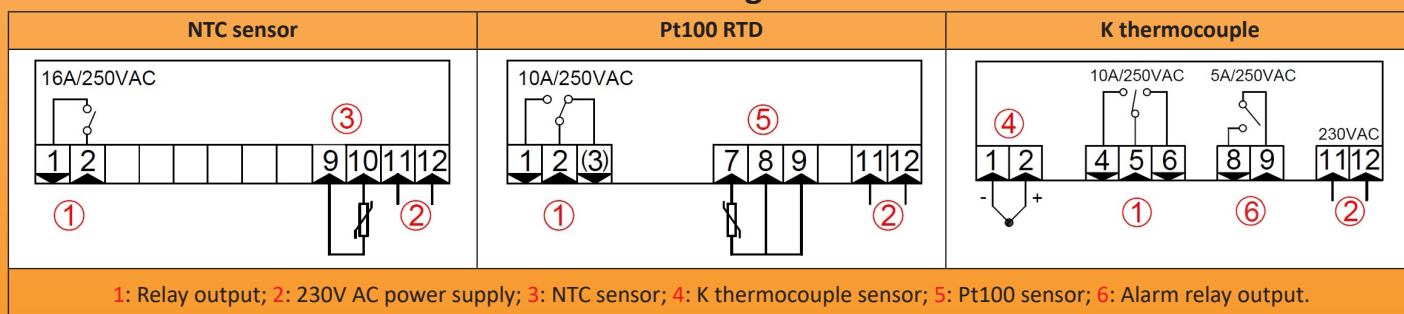 NTC sensor
Pt100 RTD
K thermocouple
16A/250VAC
③
1 2 9 10 11 12
① ②
10A/250VAC
⑤
1 2 (3) 7 8 9 11 12
① ②
10A/250VAC 5A/250VAC
④ 230VAC
1 2 4 5 6 8 9 11 12
- + ① ⑥ ②
1: Relay output; 2: 230V AC power supply; 3: NTC sensor; 4: K thermocouple sensor; 5: Pt100 sensor; 6: Alarm relay output.